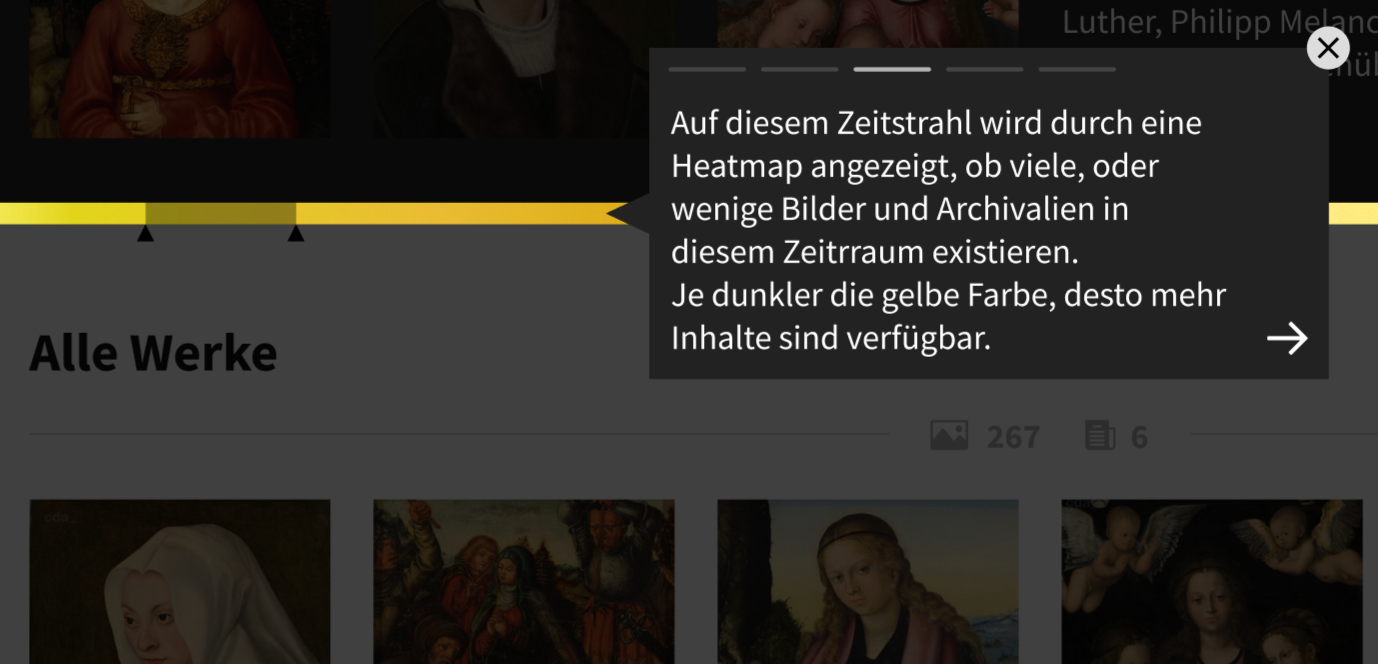 Luther, Philipp Melanc
Auf diesem Zeitstrahl wird durch eine
Heatmap angezeigt, ob viele, oder
wenige Bilder und Archivalien in
diesem Zeitrraum existieren.
Je dunkler die gelbe Farbe, desto mehr
Inhalte sind verfügbar.
Alle Werke
267 6
cda_